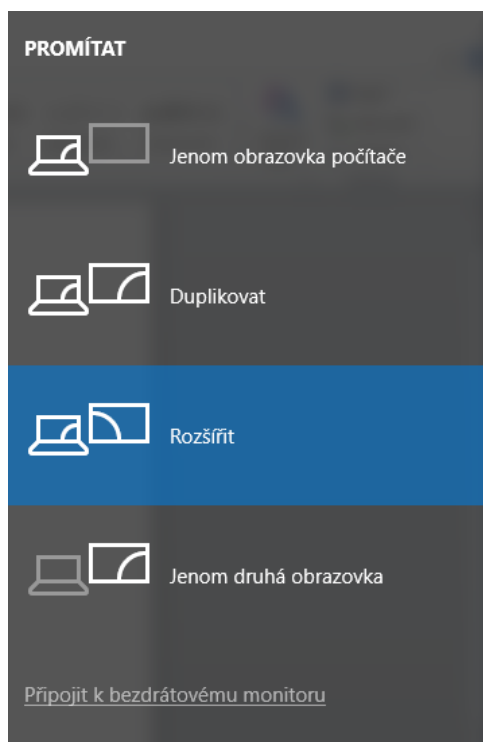 PROMÍTAT
Jenom obrazovka počítače
Duplikovat
Rozšířit
Jenom druhá obrazovka
Připojit k bezdrátovému monitoru